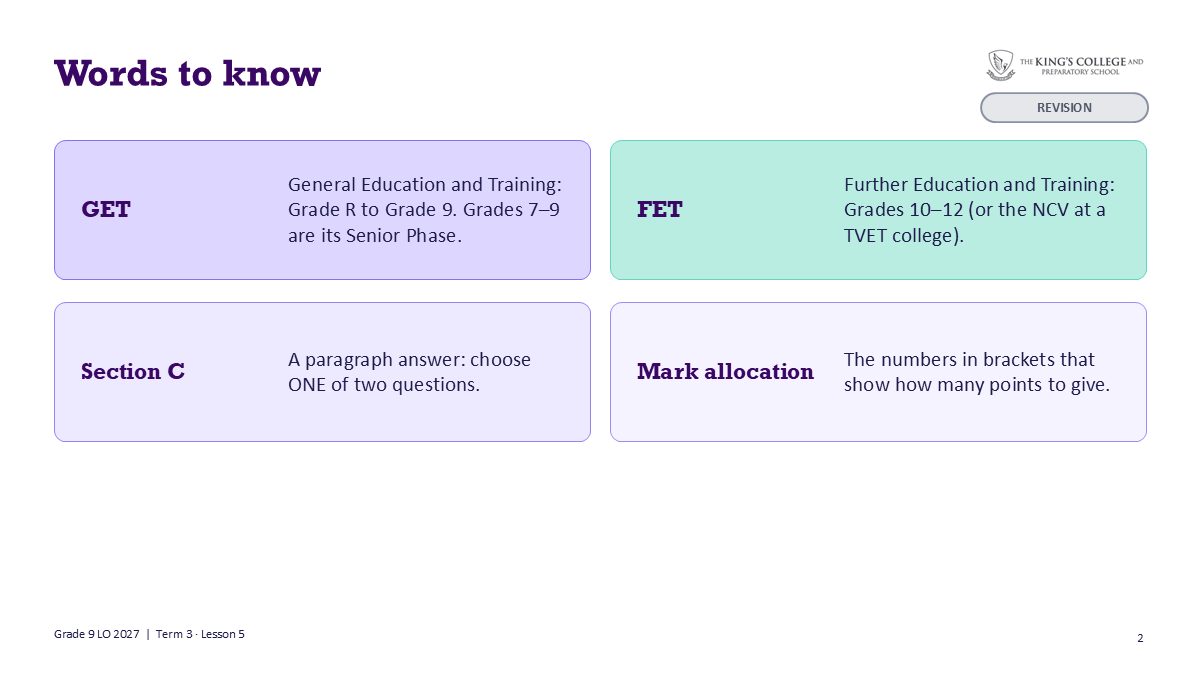 Words to know
THE KING'S COLLEGE AND
PREPARATORY SCHOOL
REVISION
GET
General Education and Training:
Grade R to Grade 9. Grades 7–9
are its Senior Phase.
FET
Further Education and Training:
Grades 10–12 (or the NCV at a
TVET college).
Section C
A paragraph answer: choose
ONE of two questions.
Mark allocation
The numbers in brackets that
show how many points to give.
Grade 9 LO 2027 | Term 3 · Lesson 5
2